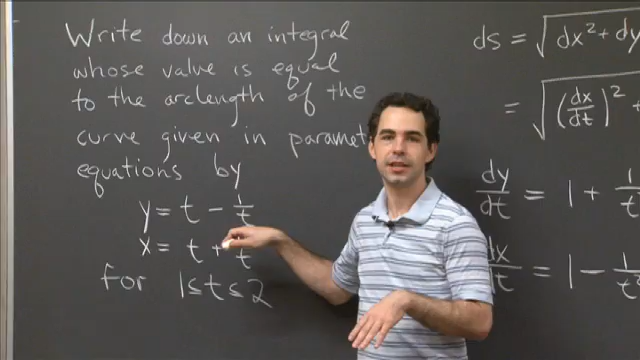 Write down an integral
whose value is equal
to the arclength of the
curve given in paramet
equations by
y = t - 1/t
x = t + 1/t
for 1 ≤ t ≤ 2
ds = √dx² + dy
= √(dx/dt)² +
dy/dt = 1 + 1/t
dx/dt = 1 - 1/t²